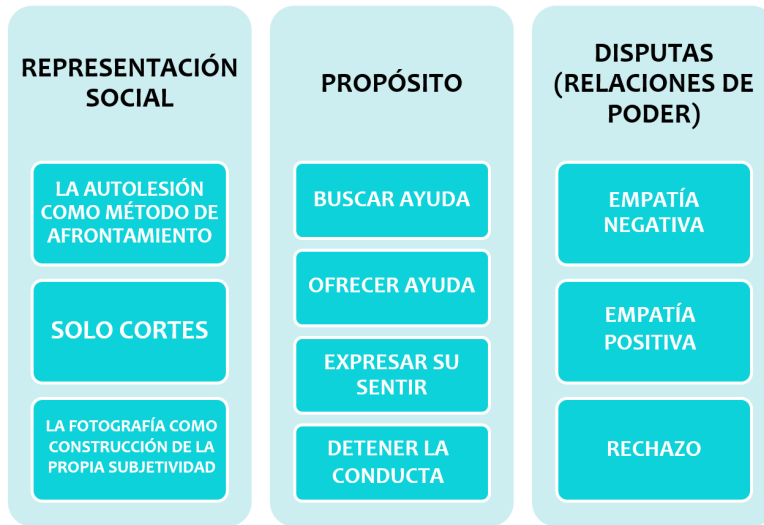 REPRESENTACIÓN
SOCIAL
LA AUTOLESIÓN
COMO MÉTODO DE
AFRONTAMIENTO
SOLO CORTES
LA FOTOGRAFÍA COMO
CONSTRUCCIÓN DE LA
PROPIA SUBJETIVIDAD
PROPÓSITO
BUSCAR AYUDA
OFRECER AYUDA
EXPRESAR SU
SENTIR
DETENER LA
CONDUCTA
DISPUTAS
(RELACIONES DE
PODER)
EMPATÍA
NEGATIVA
EMPATÍA
POSITIVA
RECHAZO